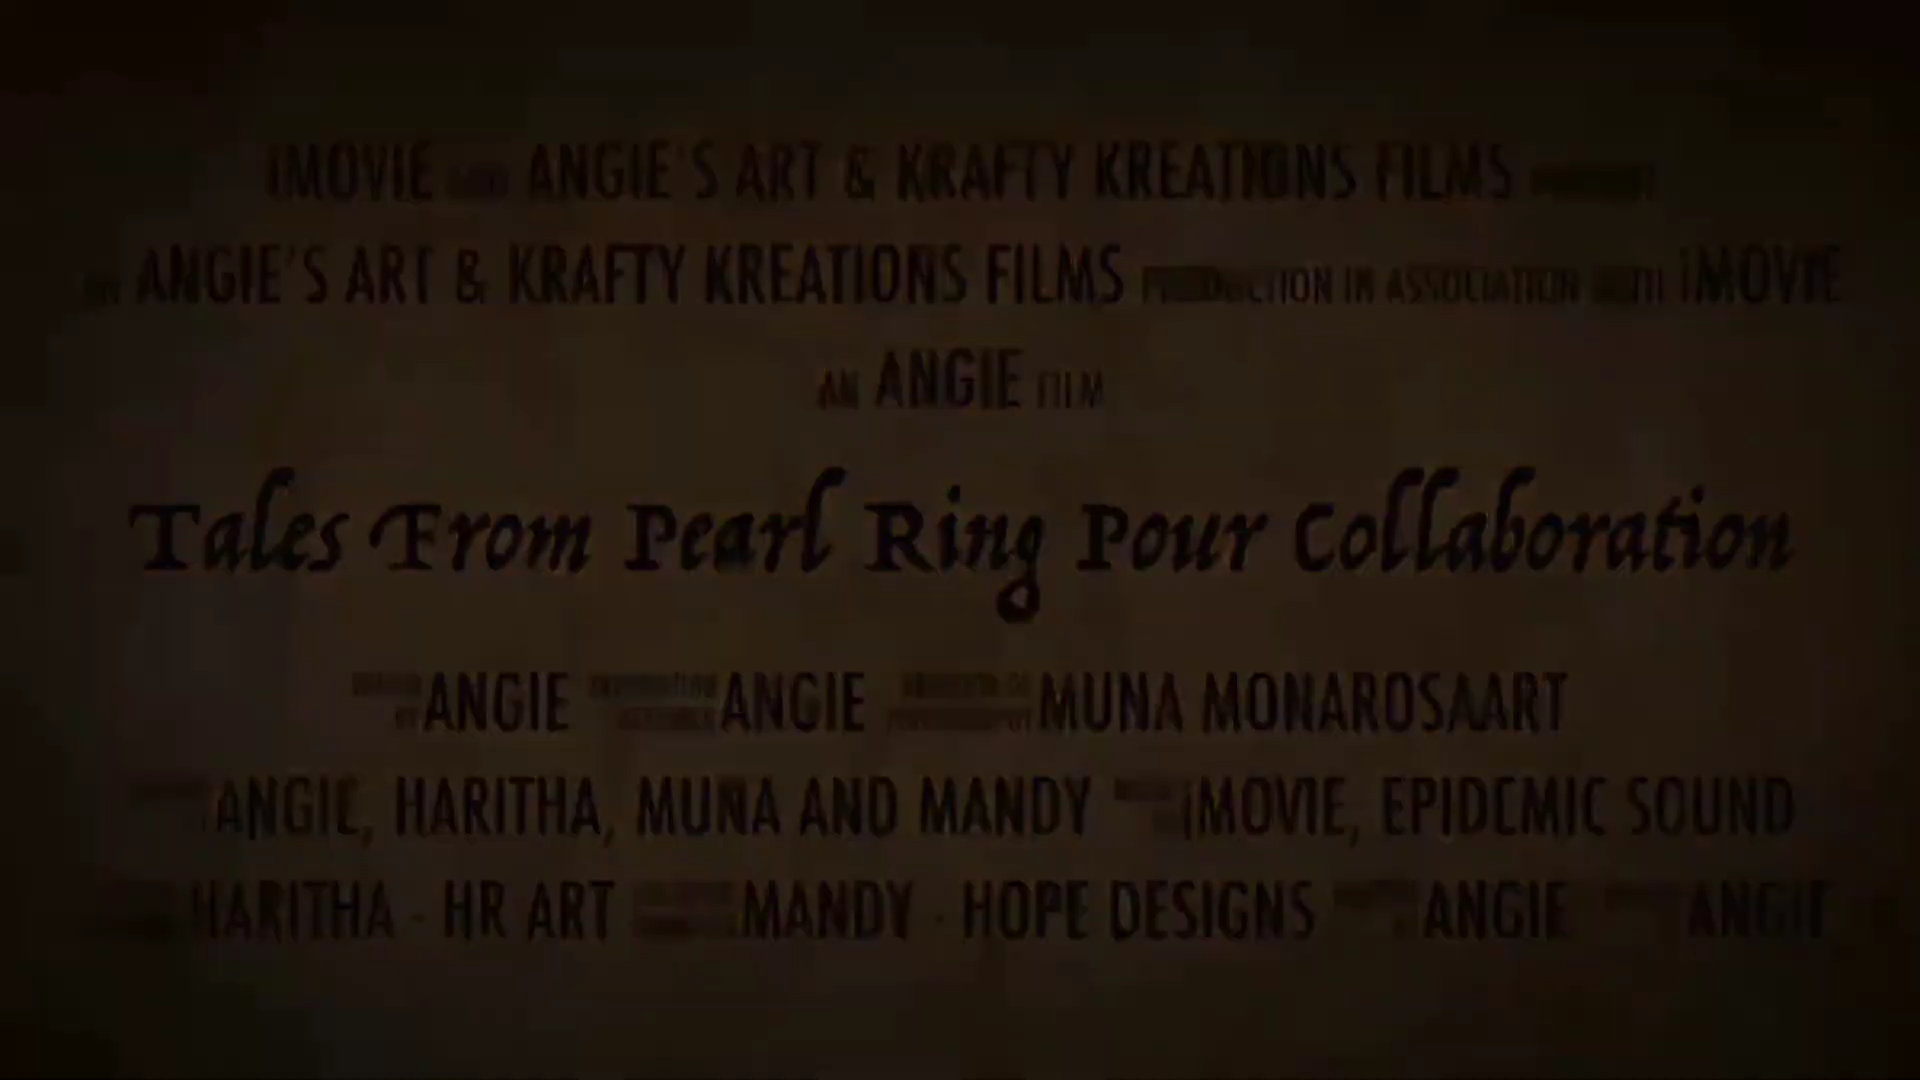 iMOVIE ANGIE'S ART & KRAFTY KREATIONS FILMS
ANGIE'S ART & KRAFTY KREATIONS FILMS PRODUCTION IN ASSOCIATION WITH iMOVIE
AN ANGIE FILM
Tales From Pearl Ring Pour Collaboration
ANGIE ANGIE MUNA MONAROSAART
ANGIE, HARITHA, MUNA AND MANDY iMOVIE, EPIDEMIC SOUND
HARITHA - HR ART MANDY - HOPE DESIGNS ANGIE ANGIE